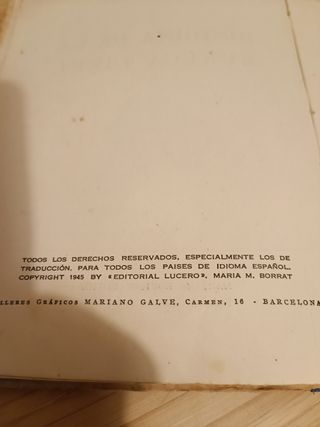 TODOS LOS DERECHOS RESERVADOS, ESPECIALMENTE LOS DE
TRADUCCIÓN, PARA TODOS LOS PAISES DE IDIOMA ESPAÑOL.
COPYRIGHT 1945 BY «EDITORIAL LUCERO», MARIA M. BORRAT
LLERES GRÁFICOS MARIANO GALVE, CARMEN, 16 - BARCELONA